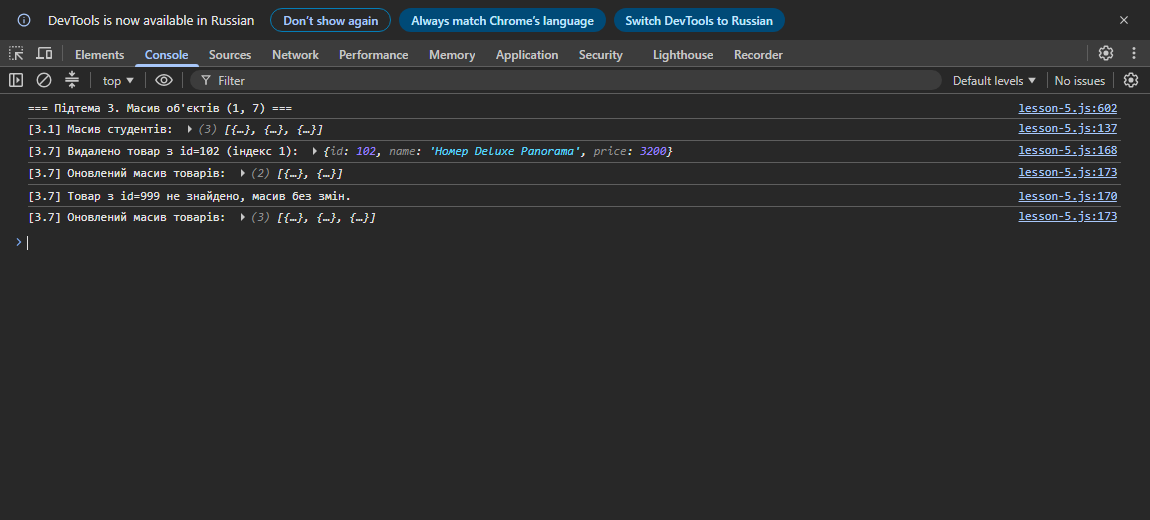 DevTools is now available in Russian Don't show again Always match Chrome's language Switch DevTools to Russian
Elements Console Sources Network Performance Memory Application Security Lighthouse Recorder
top Filter Default levels No issues
=== Підтема 3. Масив об'єктів (1, 7) === lesson-5.js:602
[3.1] Масив студентів: (3) [{…}, {…}, {…}] lesson-5.js:137
[3.7] Видалено товар з id=102 (індекс 1): {id: 102, name: 'Номер Deluxe Panorama', price: 3200} lesson-5.js:168
[3.7] Оновлений масив товарів: (2) [{…}, {…}] lesson-5.js:173
[3.7] Товар з id=999 не знайдено, масив без змін. lesson-5.js:170
[3.7] Оновлений масив товарів: (3) [{…}, {…}, {…}] lesson-5.js:173